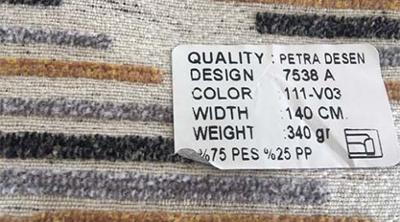 QUALITY : PETRA DESEN
DESIGN : 7538 A
COLOR : 111-V03
WIDTH : 140 CM.
WEIGHT : 340 gr
%75 PES %25 PP